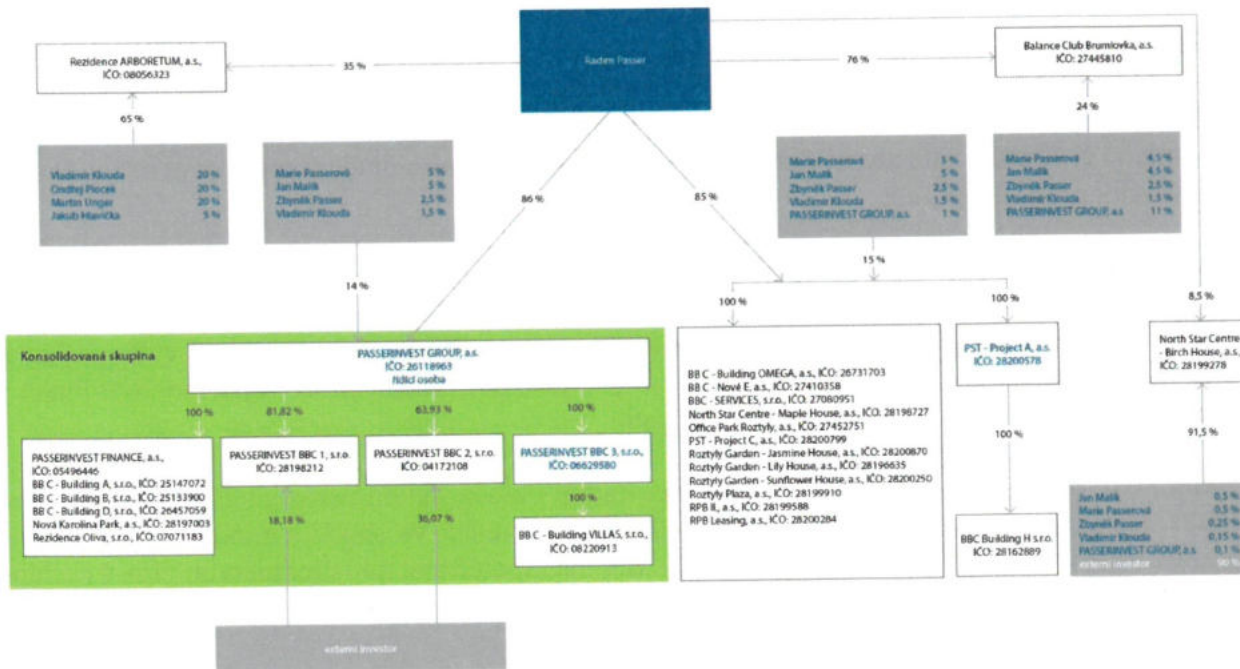 Radim Passer
Rezidence ARBORETUM, a.s.,
IČO: 08056323
35 %
76 %
Balance Club Brumlovka, a.s.
IČO: 27445810
65 %
24 %
Vladimír Klouda 20 %
Ondřej Plocek 20 %
Martin Unger 20 %
Jakub Hlavička 5 %
Marie Passerová 5 %
Jan Malík 5 %
Zbyněk Passer 2,5 %
Vladimír Klouda 1,5 %
86 %
85 %
Marie Passerová 5 %
Jan Malík 5 %
Zbyněk Passer 2,5 %
Vladimír Klouda 1,5 %
PASSERINVEST GROUP, a.s. 1 %
Marie Passerová 4,5 %
Jan Malík 4,5 %
Zbyněk Passer 2,5 %
Vladimír Klouda 1,5 %
PASSERINVEST GROUP, a.s. 11 %
14 %
15 %
100 %
100 %
8,5 %
Konsolidovaná skupina
PASSERINVEST GROUP, a.s.
IČO: 26118963
řídící osoba
100 %
81,82 %
63,93 %
100 %
PASSERINVEST FINANCE, a.s.,
IČO: 05496446
BB C - Building A, s.r.o., IČO: 25147072
BB C - Building B, s.r.o., IČO: 25133900
BB C - Building D, s.r.o., IČO: 26457059
Nová Karolina Park, a.s., IČO: 28197003
Rezidence Oliva, s.r.o., IČO: 07071183
PASSERINVEST BBC 1, s.r.o.
IČO: 28198212
PASSERINVEST BBC 2, s.r.o.
IČO: 04172108
PASSERINVEST BBC 3, s.r.o.,
IČO: 06629580
18,18 %
36,07 %
100 %
BB C - Building VILLAS, s.r.o.,
IČO: 08220913
externí investor
BB C - Building OMEGA, a.s., IČO: 26731703
BB C - Nové E, a.s., IČO: 27410358
BBC - SERVICES, s.r.o., IČO: 27080951
North Star Centre - Maple House, a.s., IČO: 28198727
Office Park Roztyly, a.s., IČO: 27452751
PST - Project C, a.s., IČO: 28200799
Roztyly Garden - Jasmine House, a.s., IČO: 28200870
Roztyly Garden - Lily House, a.s., IČO: 28196635
Roztyly Garden - Sunflower House, a.s., IČO: 28200250
Roztyly Plaza, a.s., IČO: 28199910
RPB II., a.s., IČO: 28199588
RPB Leasing, a.s., IČO: 28200284
PST - Project A, a.s.
IČO: 28200578
100 %
BBC Building H s.r.o.
IČO: 28162889
North Star Centre
- Birch House, a.s.,
IČO: 28199278
91,5 %
Jan Malík 0,5 %
Marie Passerová 0,5 %
Zbyněk Passer 0,25 %
Vladimír Klouda 0,15 %
PASSERINVEST GROUP, a.s. 0,1 %
externí investor 90 %